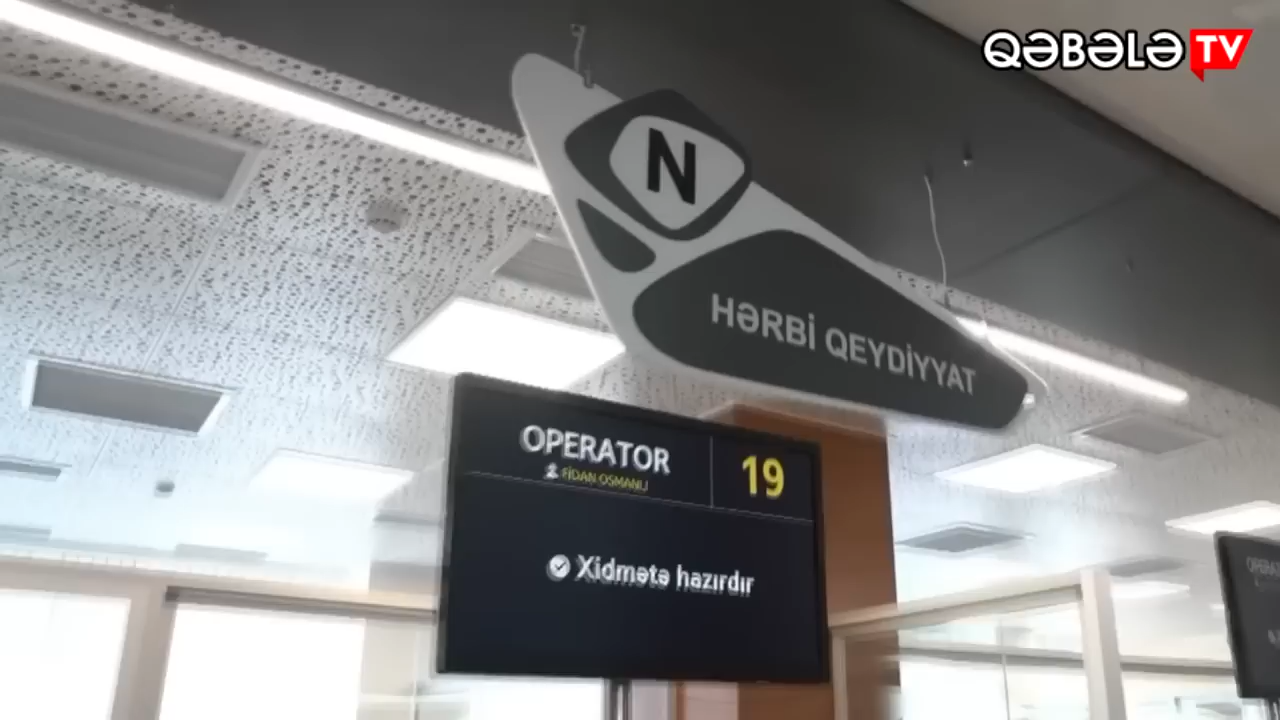 QƏBƏLƏ TV
N
HƏRBİ QEYDİYYAT
OPERATOR
FİDAN OSMANLI
19
Xidmətə hazırdır